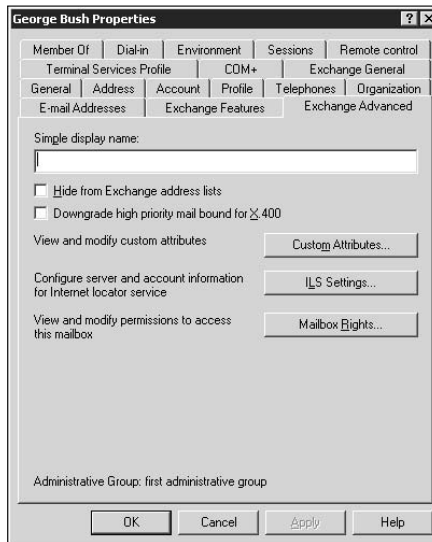 George Bush Properties
Member Of Dial-in Environment Sessions Remote control
Terminal Services Profile COM+ Exchange General
General Address Account Profile Telephones Organization
E-mail Addresses Exchange Features Exchange Advanced
Simple display name:
Hide from Exchange address lists
Downgrade high priority mail bound for X.400
View and modify custom attributes Custom Attributes...
Configure server and account information
for Internet locator service ILS Settings...
View and modify permissions to access
this mailbox Mailbox Rights...
Administrative Group: first administrative group
OK Cancel Apply Help